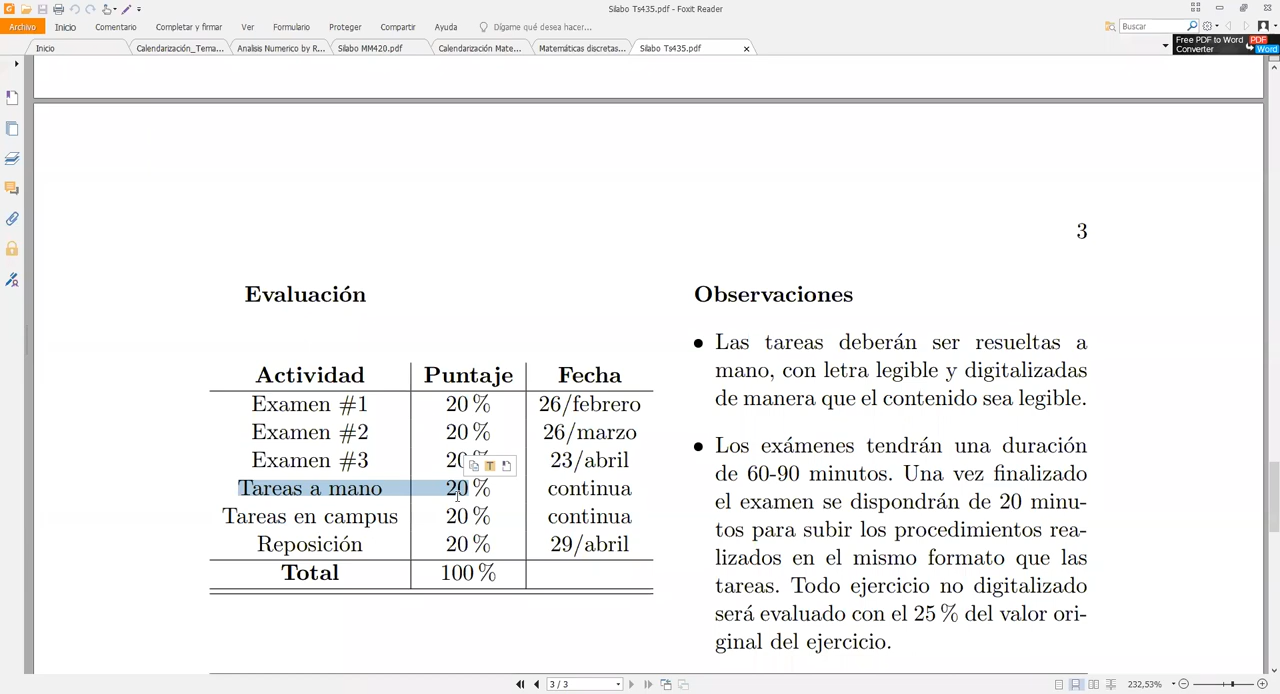 Silabo Ts435.pdf - Foxit Reader
Archivo Inicio Comentario Completar y firmar Ver Formulario Proteger Compartir Ayuda Dígame qué desea hacer... Buscar
Inicio Calendarización_Tema... Analisis Numerico by R... Silabo MM420.pdf Calendarización Mate... Matemáticas discretas... Silabo Ts435.pdf
Free PDF to Word PDF
Converter Word
3
Evaluación
Actividad Puntaje Fecha
Examen #1 20 % 26/febrero
Examen #2 20 % 26/marzo
Examen #3 20 23/abril
Tareas a mano 20 % continua
Tareas en campus 20 % continua
Reposición 20 % 29/abril
Total 100 %
Observaciones
• Las tareas deberán ser resueltas a
mano, con letra legible y digitalizadas
de manera que el contenido sea legible.
• Los exámenes tendrán una duración
de 60-90 minutos. Una vez finalizado
el examen se dispondrán de 20 minu-
tos para subir los procedimientos rea-
lizados en el mismo formato que las
tareas. Todo ejercicio no digitalizado
será evaluado con el 25 % del valor ori-
ginal del ejercicio.
3 / 3 232,53%